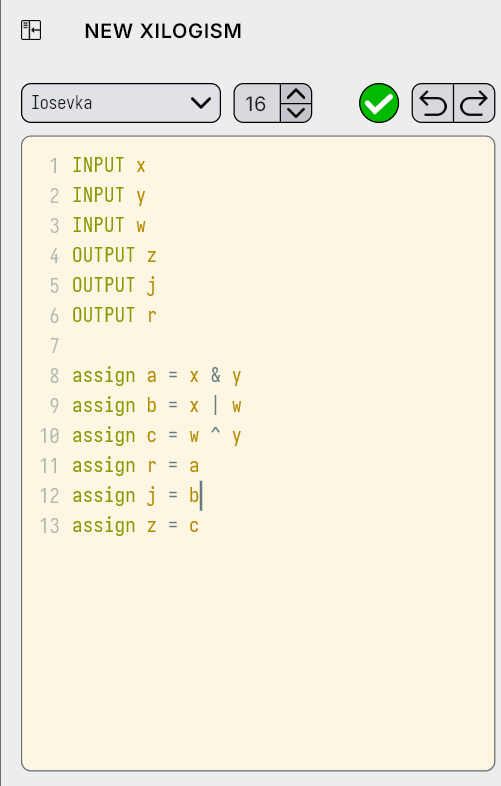 NEW XILOGISM
Iosevka
16
1 INPUT x
2 INPUT y
3 INPUT w
4 OUTPUT z
5 OUTPUT j
6 OUTPUT r
7
8 assign a = x & y
9 assign b = x | w
10 assign c = w ^ y
11 assign r = a
12 assign j = b
13 assign z = c